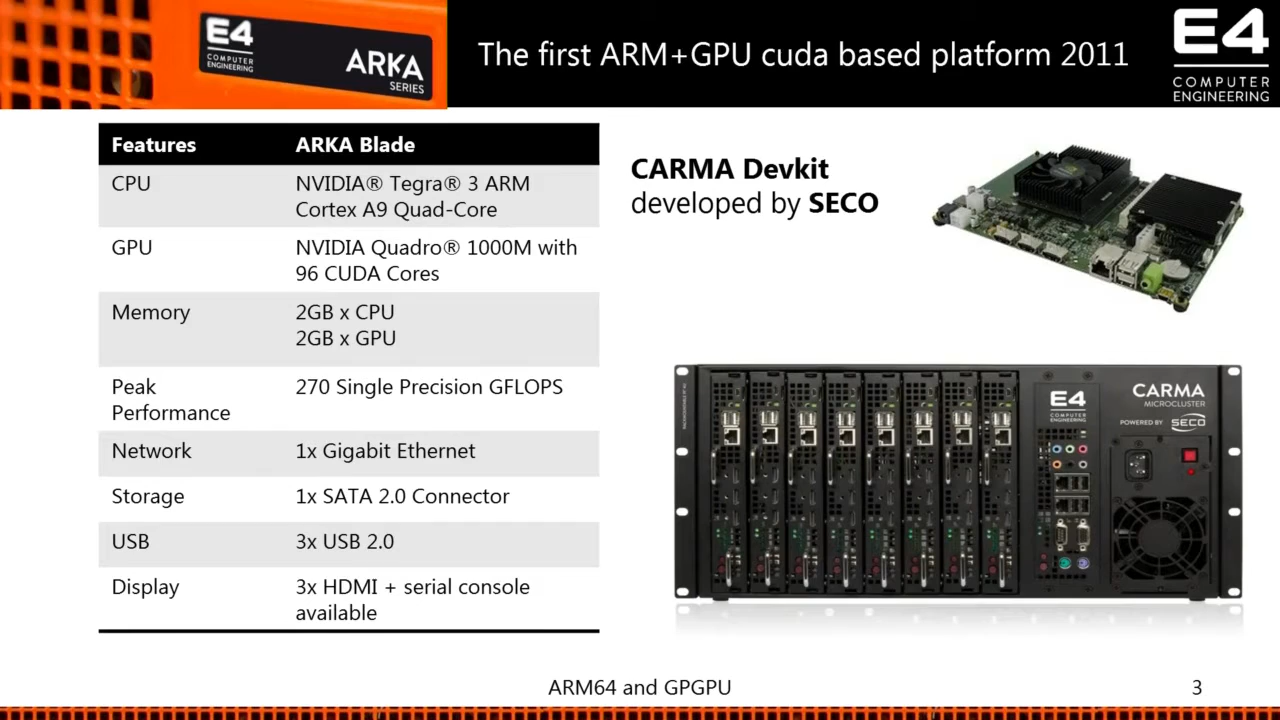 E4
COMPUTER
ENGINEERING
ARKA
SERIES
The first ARM+GPU cuda based platform 2011
E4
COMPUTER
ENGINEERING
Features ARKA Blade
CPU NVIDIA® Tegra® 3 ARM
Cortex A9 Quad-Core
GPU NVIDIA Quadro® 1000M with
96 CUDA Cores
Memory 2GB x CPU
2GB x GPU
Peak
Performance 270 Single Precision GFLOPS
Network 1x Gigabit Ethernet
Storage 1x SATA 2.0 Connector
USB 3x USB 2.0
Display 3x HDMI + serial console
available
CARMA Devkit
developed by SECO
E4
COMPUTER
ENGINEERING
CARMA
MICROCLUSTER
POWERED BY SECO
ARM64 and GPGPU
3